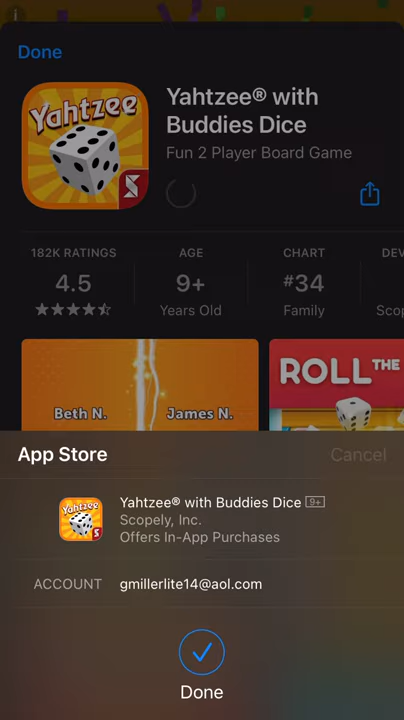 Done
Yahtzee
Yahtzee® with
Buddies Dice
Fun 2 Player Board Game
182K RATINGS
4.5
AGE
9+
Years Old
CHART
#34
Family
DEV
Scop
Beth N.
James N.
ROLL THE
App Store
Cancel
Yahtzee
Yahtzee® with Buddies Dice 9+
Scopely, Inc.
Offers In-App Purchases
ACCOUNT
gmillerlite14@aol.com
Done